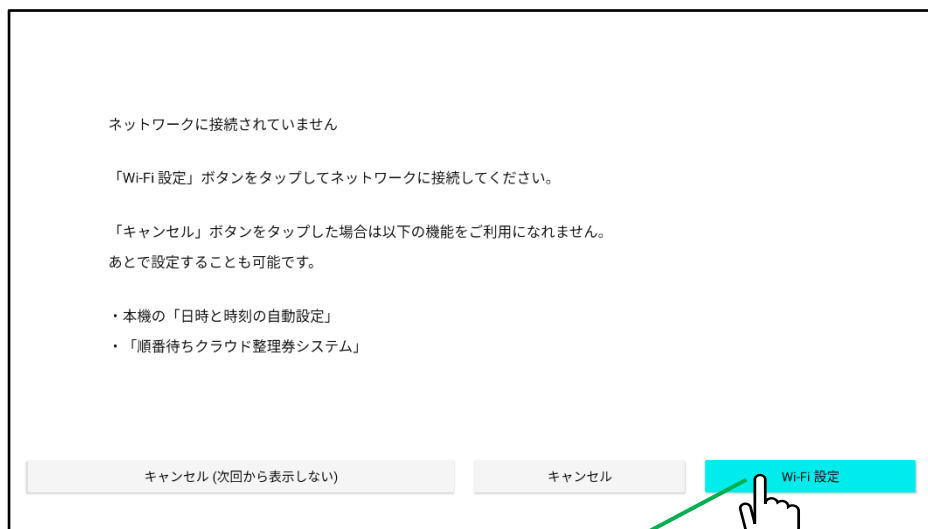 ネットワークに接続されていません
「Wi-Fi 設定」ボタンをタップしてネットワークに接続してください。
「キャンセル」ボタンをタップした場合は以下の機能をご利用になれません。
あとで設定することも可能です。
・本機の「日時と時刻の自動設定」
・「順番待ちクラウド整理券システム」
キャンセル (次回から表示しない)
キャンセル
Wi-Fi 設定